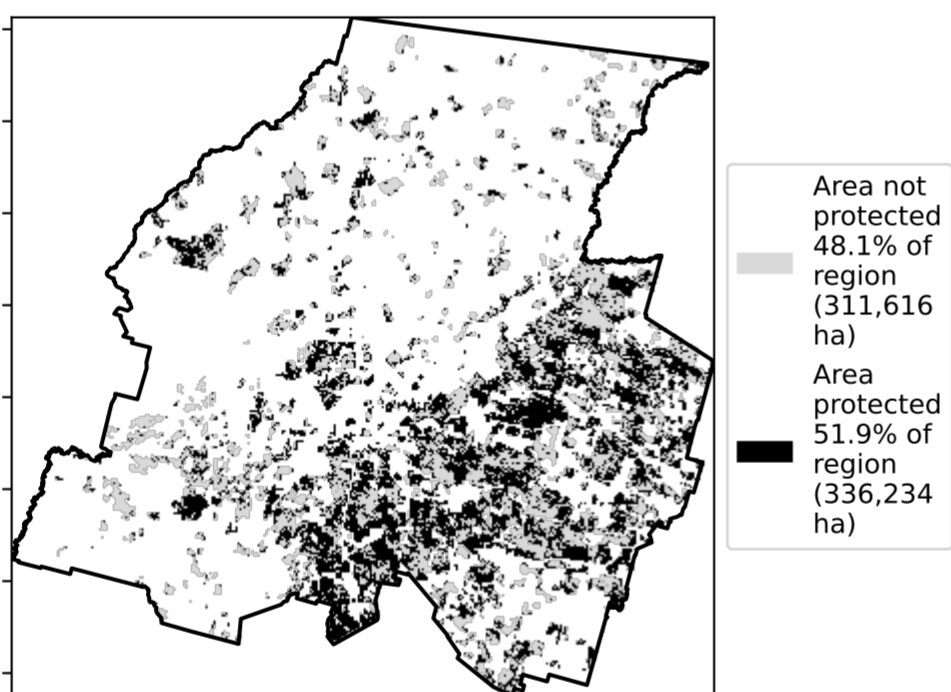 Area not
protected
48.1% of
region
(311,616
ha)
Area
protected
51.9% of
region
(336,234
ha)